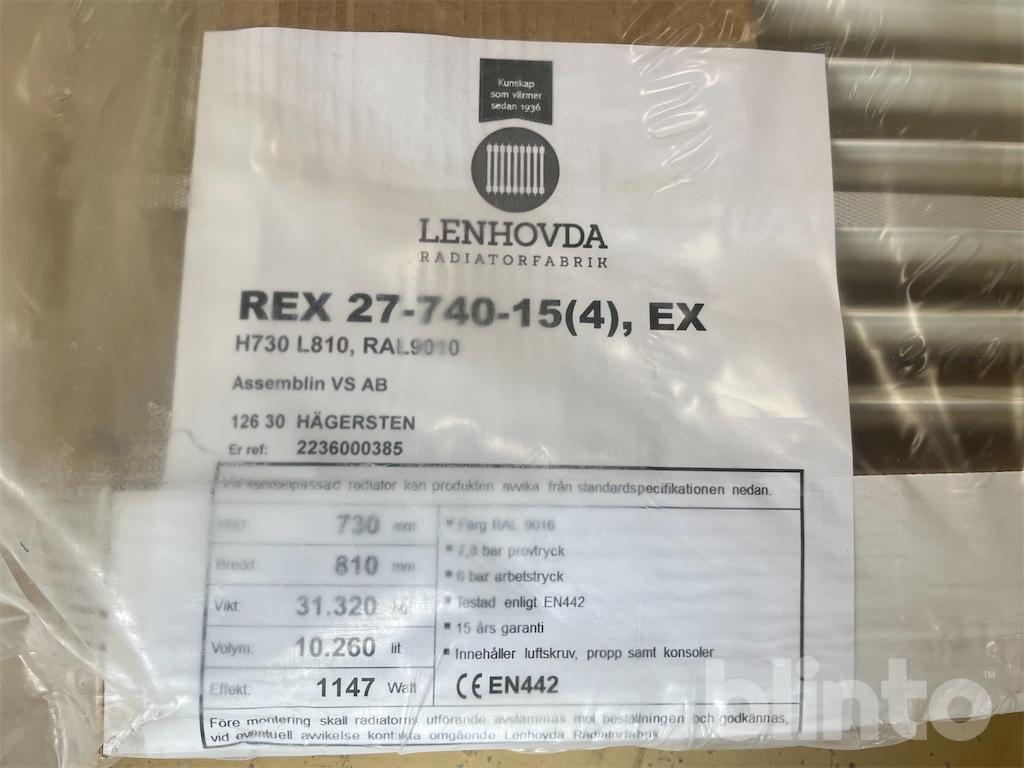 Kunskap
som värmer
sedan 1936
LENHOVDA
RADIATORFABRIK
REX 27-740-15(4), EX
H730 L810, RAL9010
Assemblin VS AB
126 30 HÄGERSTEN
Er ref: 2236000385
Vid kundanpassad radiator kan produkten avvika från standardspecifikationen nedan.
730 mm
Bredd: 810 mm
Vikt: 31.320 kg
Volym: 10.260 lit
Effekt: 1147 Watt
* Färg RAL 9016
* 7,8 bar provtryck
* 6 bar arbetstryck
* Testad enligt EN442
* 15 års garanti
* Innehåller luftskruv, propp samt konsoler
CE EN442
Före montering skall radiatorns utförande avstämmas mot beställningen och godkännas,
vid eventuell avvikelse kontakta omgående Lenhovda Radiatorfabrik
blinto™